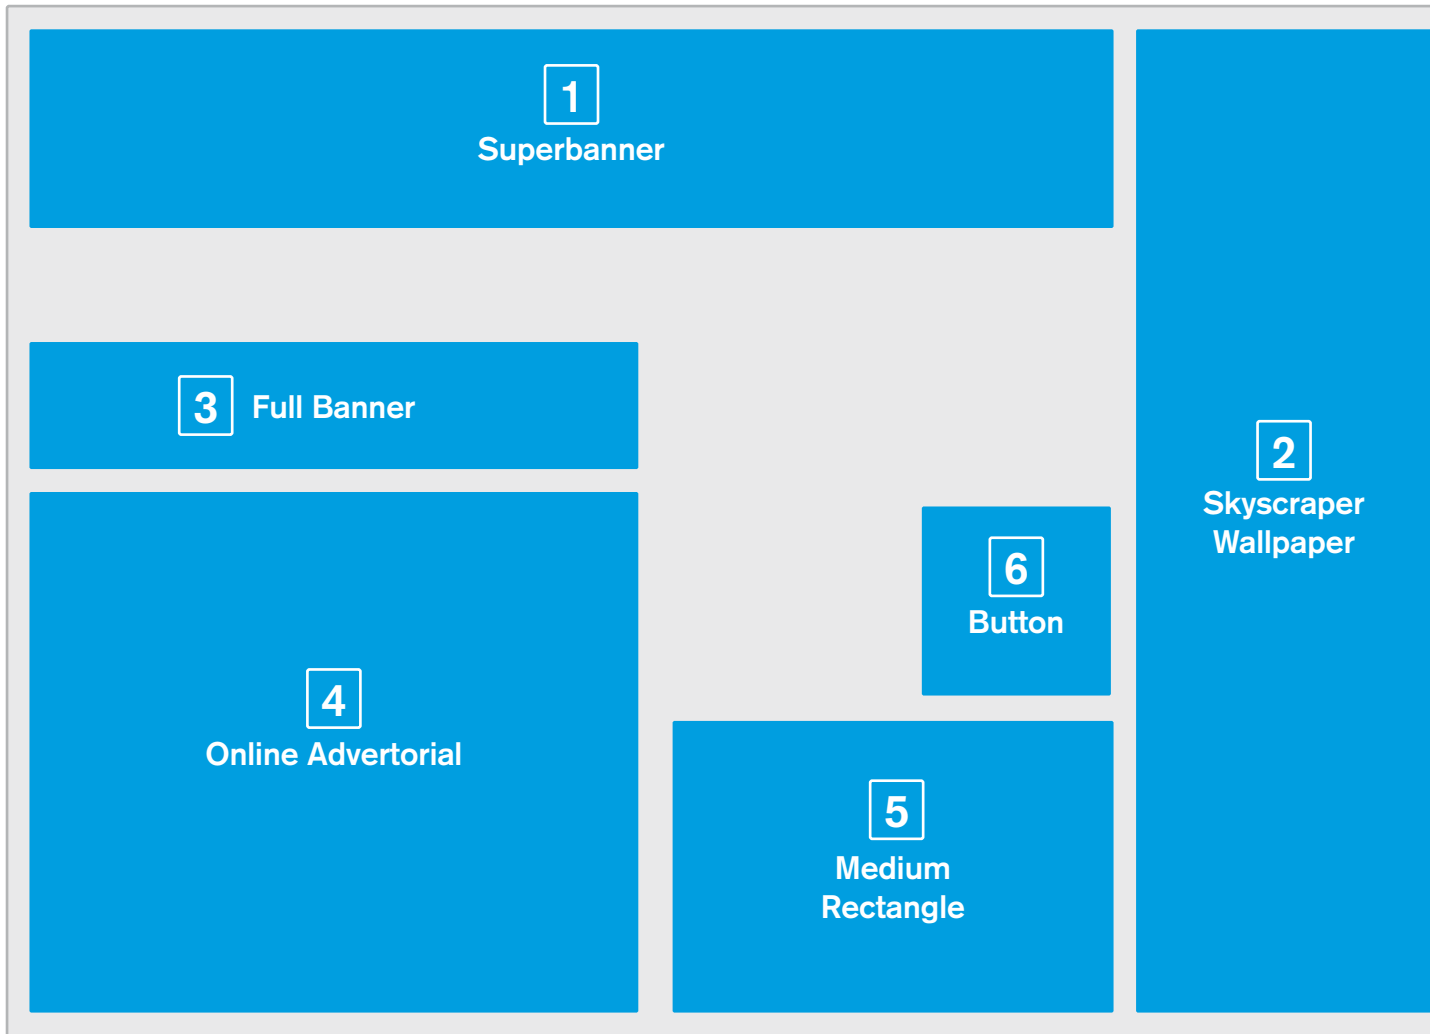 1
Superbanner
2
Skyscraper
Wallpaper
3 Full Banner
4
Online Advertorial
5
Medium
Rectangle
6
Button